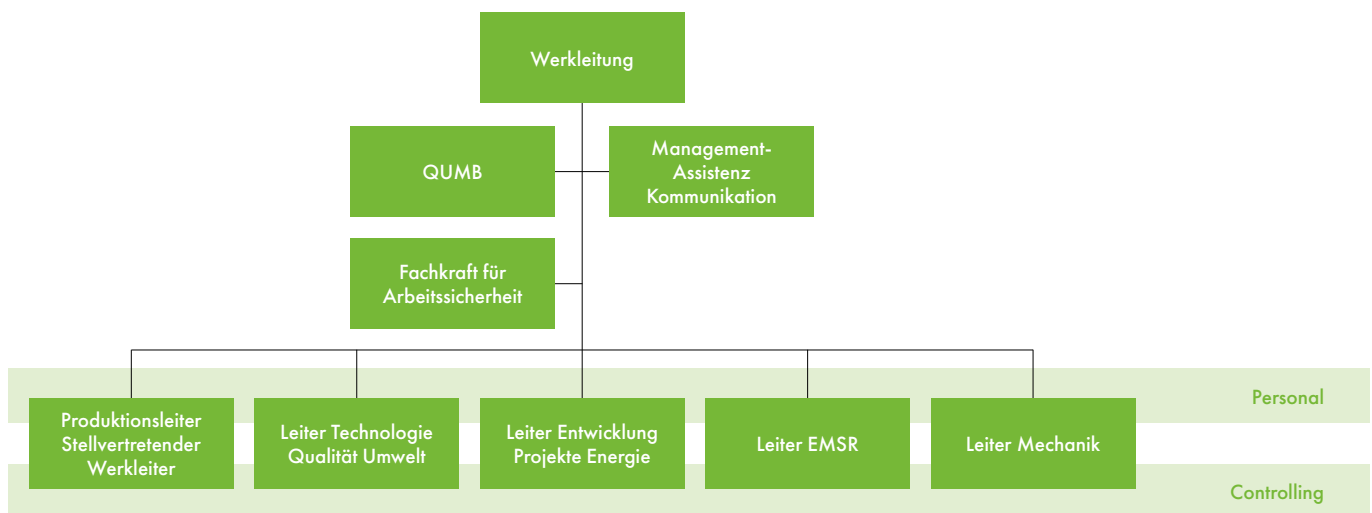 Werkleitung
QUMB
Management-
Assistenz
Kommunikation
Fachkraft für
Arbeitssicherheit
Personal
Produktionsleiter
Stellvertretender
Werkleiter
Leiter Technologie
Qualität Umwelt
Leiter Entwicklung
Projekte Energie
Leiter EMSR
Leiter Mechanik
Controlling